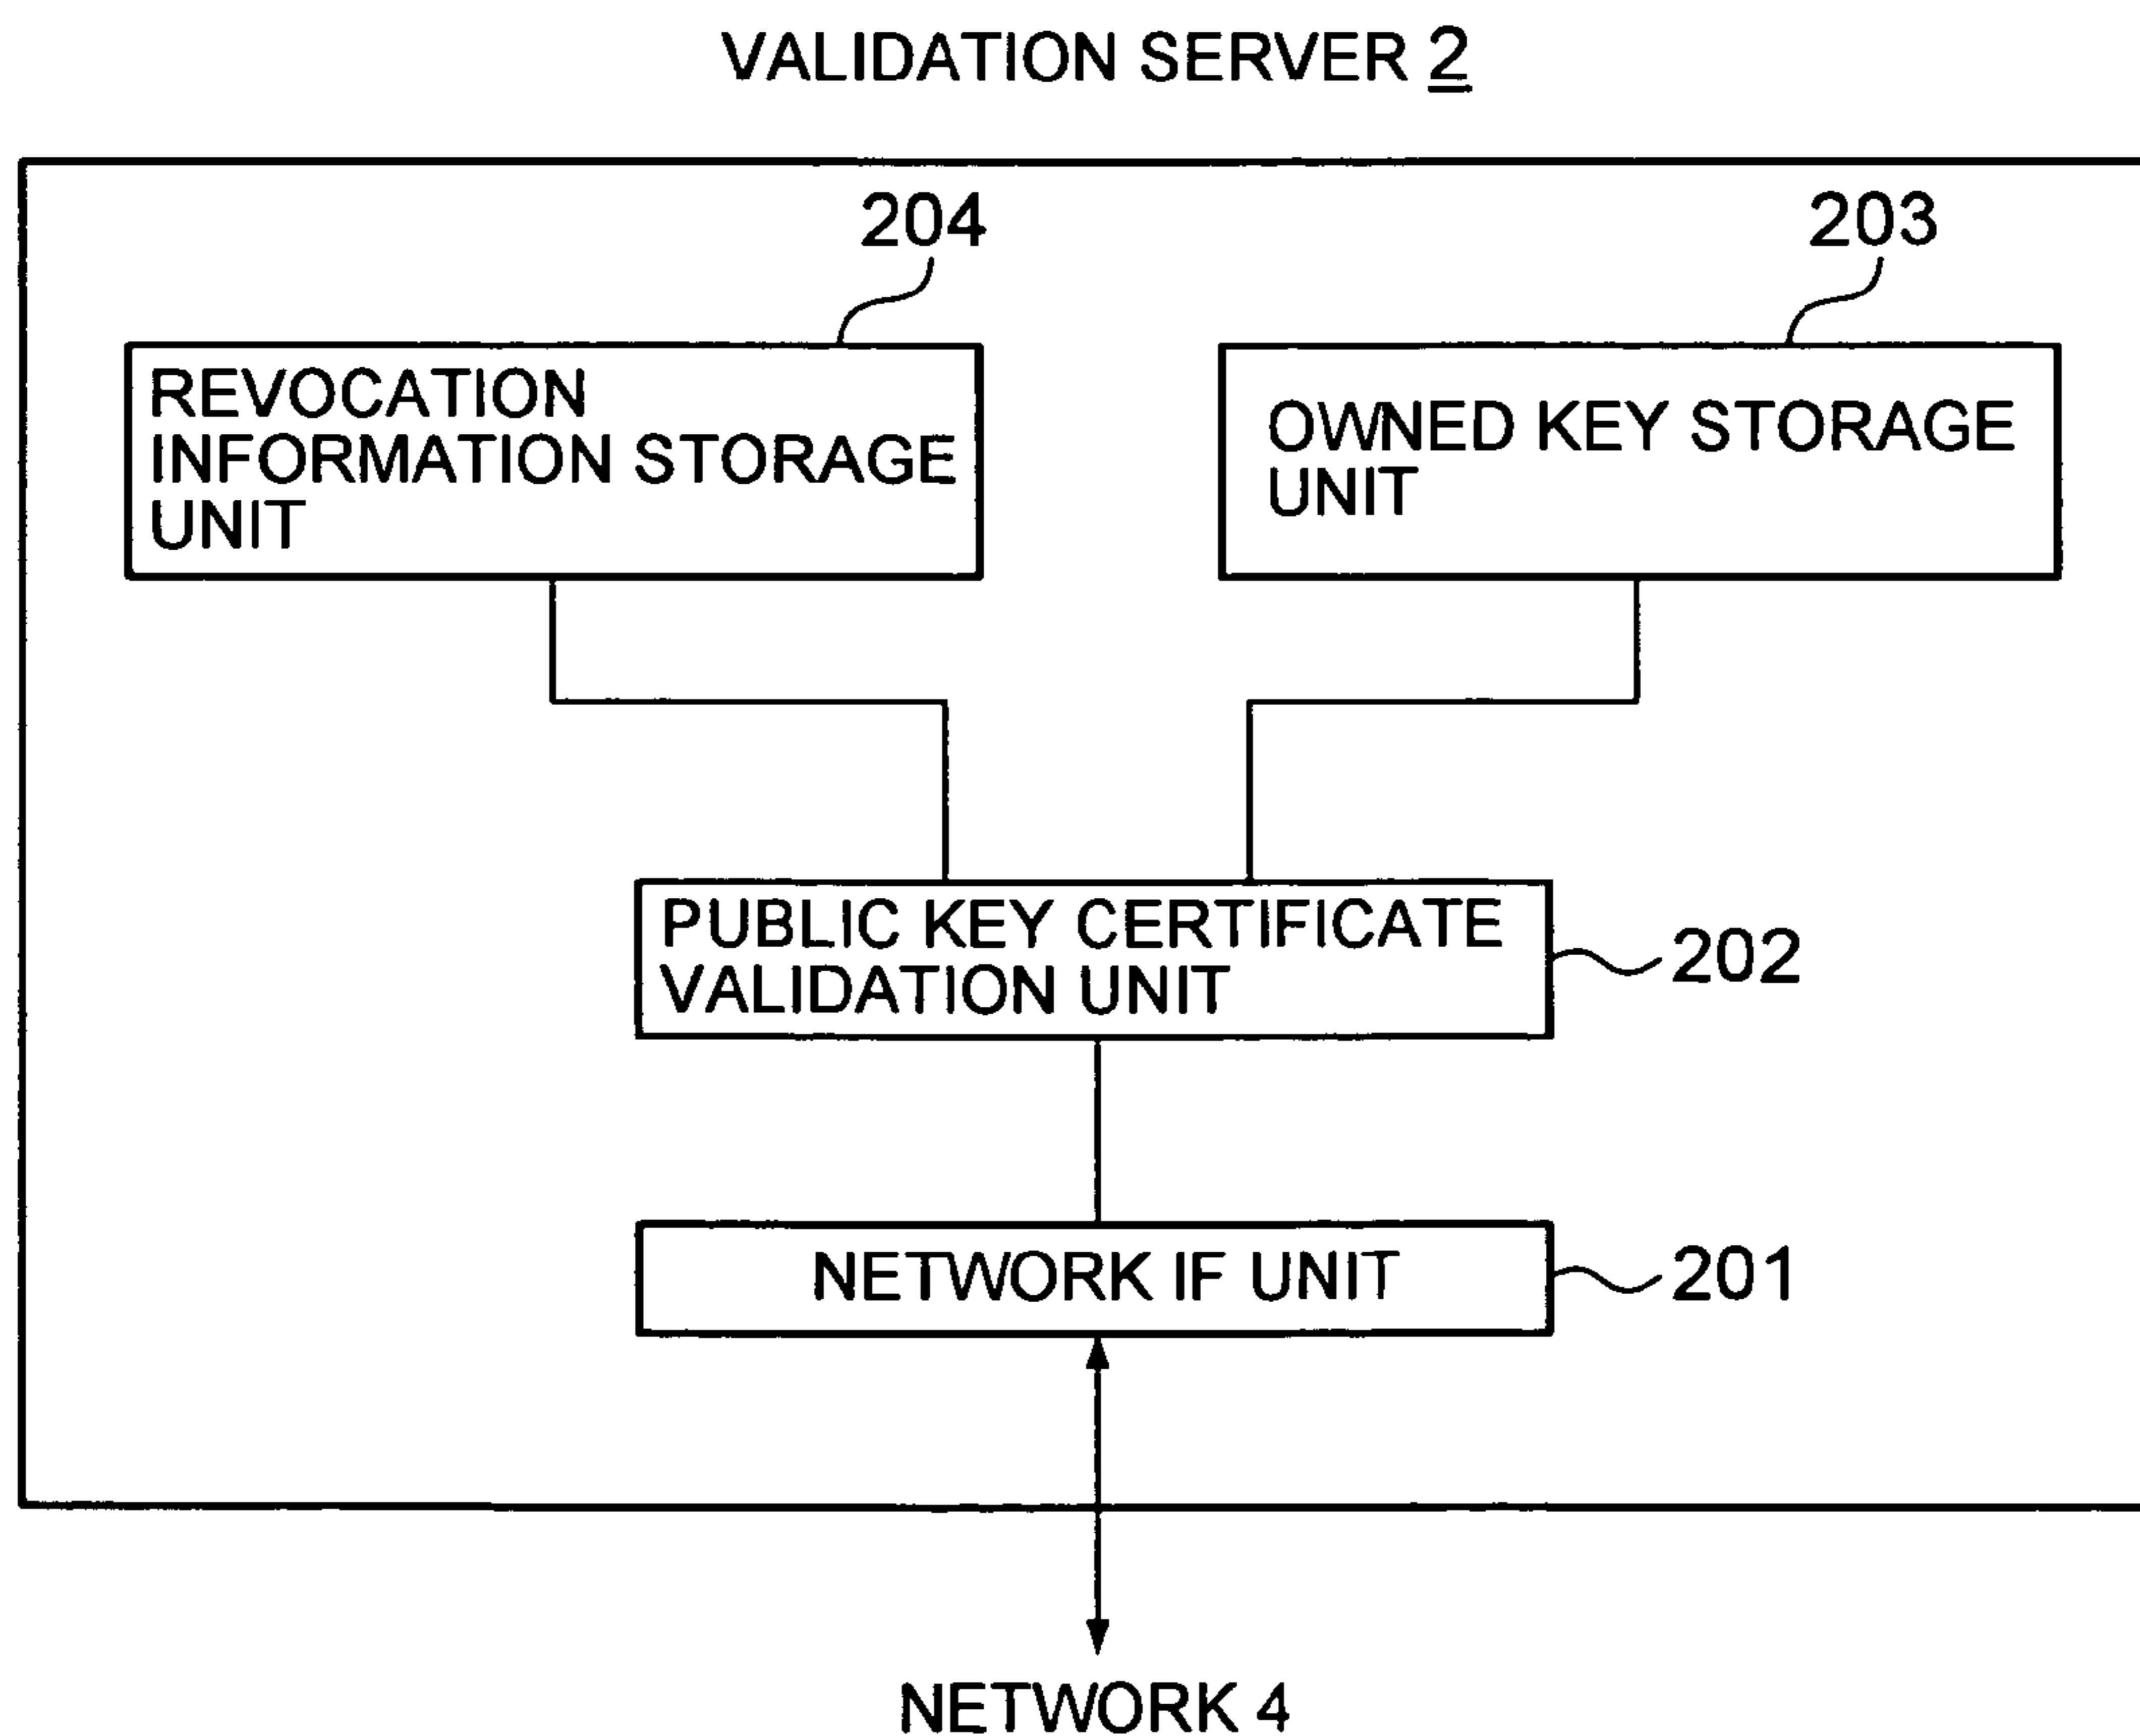 VALIDATION SERVER 2
204
203
REVOCATION
INFORMATION STORAGE
UNIT
OWNED KEY STORAGE
UNIT
PUBLIC KEY CERTIFICATE
VALIDATION UNIT
202
NETWORK IF UNIT
201
NETWORK 4